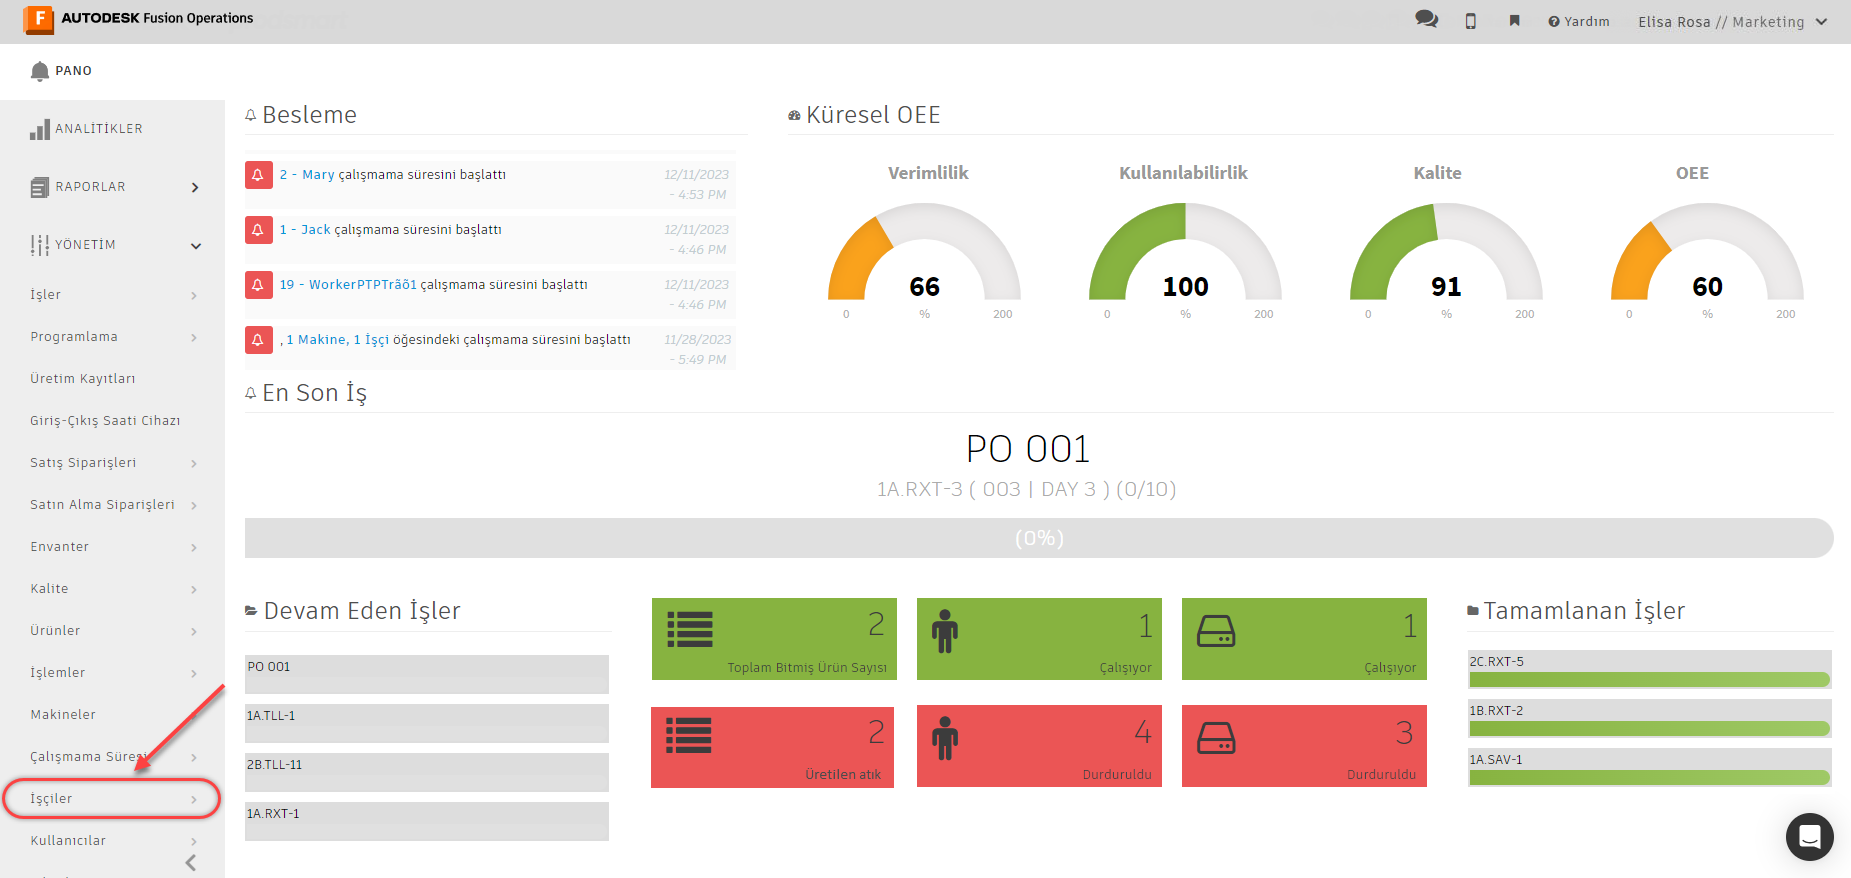 AUTODESK Fusion Operations
Yardım
Elisa Rosa // Marketing
PANO
ANALİTİKLER
RAPORLAR
YÖNETİM
İşler
Programlama
Üretim Kayıtları
Giriş-Çıkış Saati Cihazı
Satış Siparişleri
Satın Alma Siparişleri
Envanter
Kalite
Ürünler
İşlemler
Makineler
Çalışmama Süresi
İşçiler
Kullanıcılar
Besleme
2 - Mary çalışmama süresini başlattı
12/11/2023
- 4:53 PM
1 - Jack çalışmama süresini başlattı
12/11/2023
- 4:46 PM
19 - WorkerPTPTrãõ1 çalışmama süresini başlattı
12/11/2023
- 4:46 PM
, 1 Makine, 1 İşçi öğesindeki çalışmama süresini başlattı
11/28/2023
- 5:49 PM
Küresel OEE
Verimlilik
66
0 % 200
Kullanılabilirlik
100
0 % 200
Kalite
91
0 % 200
OEE
60
0 % 200
En Son İş
PO 001
1A.RXT-3 ( 003 | DAY 3 ) (0/10)
(0%)
Devam Eden İşler
PO 001
1A.TLL-1
2B.TLL-11
1A.RXT-1
2
Toplam Bitmiş Ürün Sayısı
1
Çalışıyor
1
Çalışıyor
2
Üretilen atık
4
Durduruldu
3
Durduruldu
Tamamlanan İşler
2C.RXT-5
1B.RXT-2
1A.SAV-1